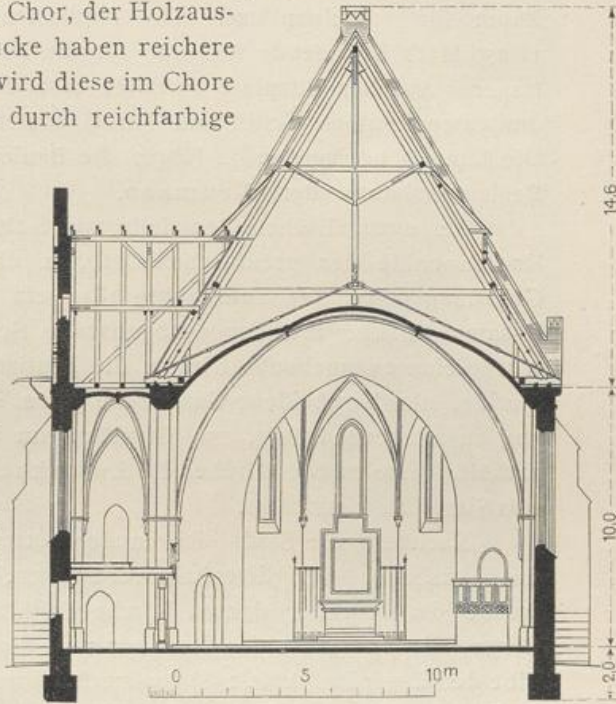 Chor, der Holzaus-
cke haben reichere
wird diese im Chore
durch reichfarbige
14,6
10,0
2,0
0 5 10m